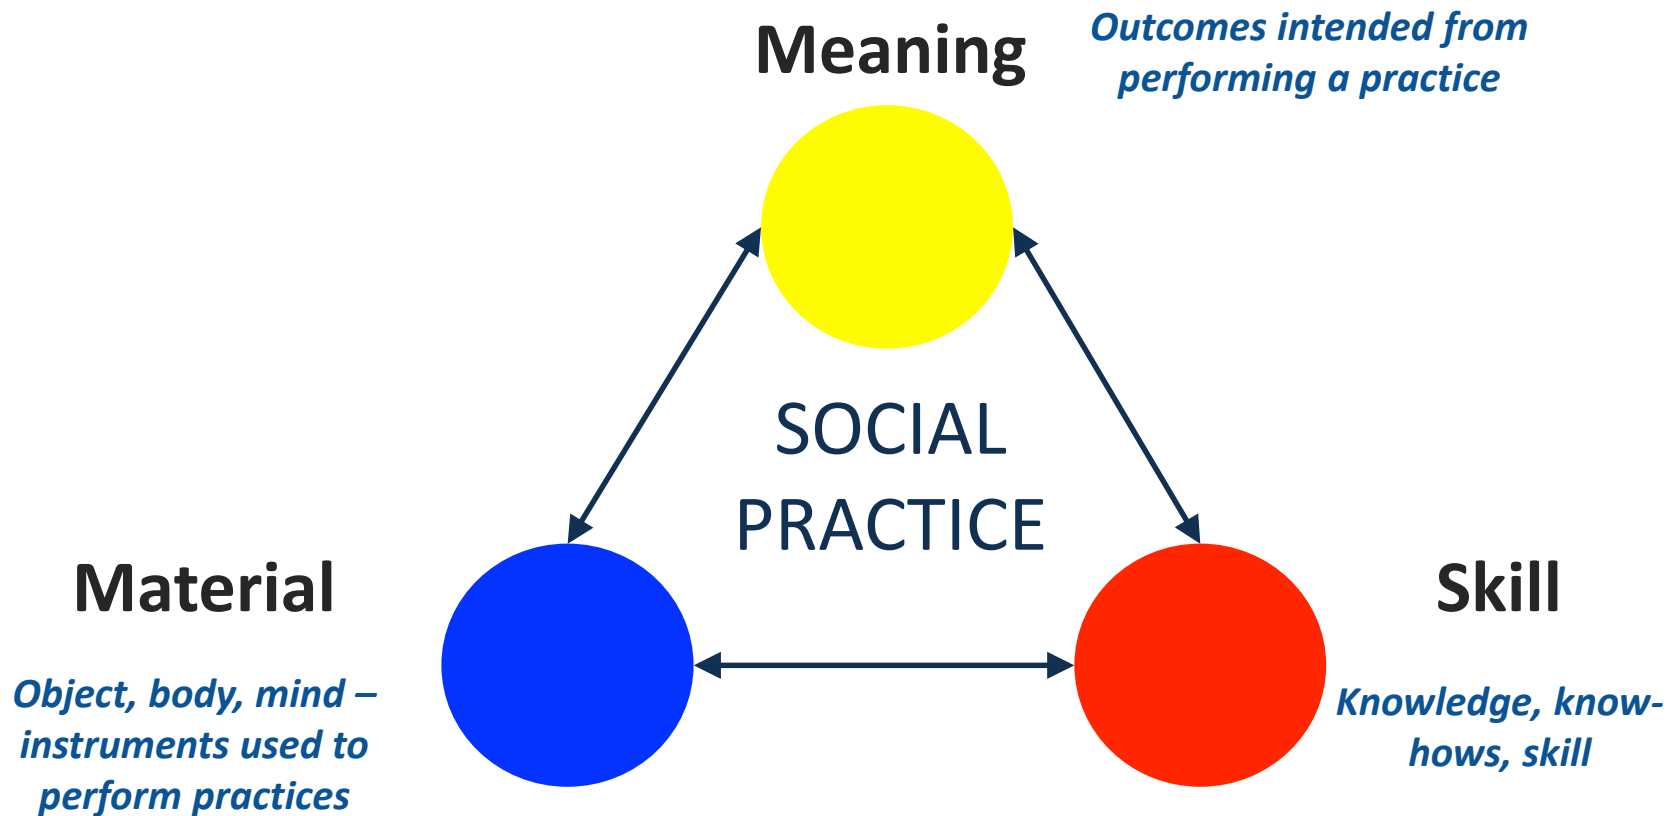 Meaning
Outcomes intended from
performing a practice
SOCIAL
PRACTICE
Material
Object, body, mind –
instruments used to
perform practices
Skill
Knowledge, know-
hows, skill